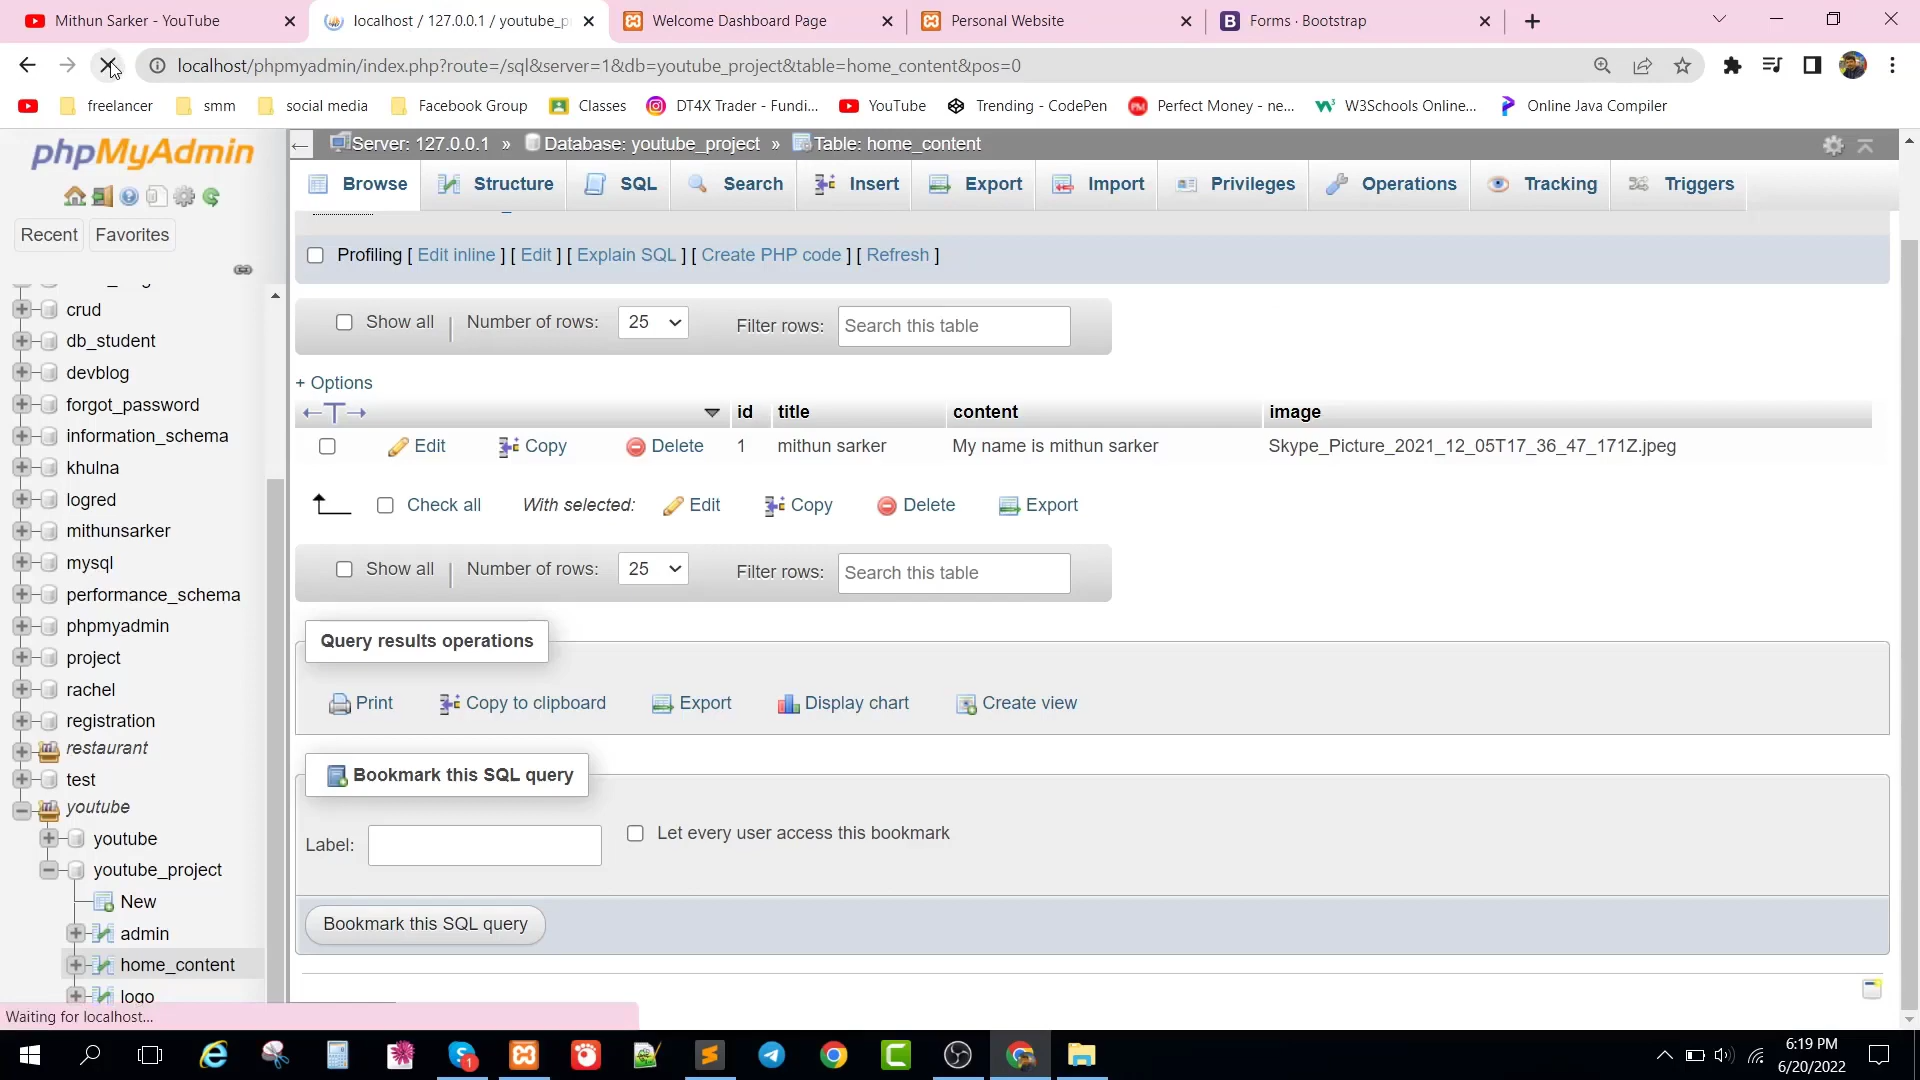 Mithun Sarker - YouTube
localhost / 127.0.0.1 / youtube_p
Welcome Dashboard Page
Personal Website
Forms · Bootstrap
localhost/phpmyadmin/index.php?route=/sql&server=1&db=youtube_project&table=home_content&pos=0
freelancer
smm
social media
Facebook Group
Classes
DT4X Trader - Fundi...
YouTube
Trending - CodePen
Perfect Money - ne...
W3Schools Online...
Online Java Compiler
phpMyAdmin
Recent
Favorites
crud
db_student
devblog
forgot_password
information_schema
khulna
logred
mithunsarker
mysql
performance_schema
phpmyadmin
project
rachel
registration
restaurant
test
youtube
youtube
youtube_project
New
admin
home_content
logo
Waiting for localhost...
Server: 127.0.0.1 » Database: youtube_project » Table: home_content
Browse
Structure
SQL
Search
Insert
Export
Import
Privileges
Operations
Tracking
Triggers
Profiling [ Edit inline ] [ Edit ] [ Explain SQL ] [ Create PHP code ] [ Refresh ]
Show all | Number of rows: 25 Filter rows: Search this table
+ Options
id title content image
Edit Copy Delete 1 mithun sarker My name is mithun sarker Skype_Picture_2021_12_05T17_36_47_171Z.jpeg
Check all With selected: Edit Copy Delete Export
Show all | Number of rows: 25 Filter rows: Search this table
Query results operations
Print Copy to clipboard Export Display chart Create view
Bookmark this SQL query
Label: Let every user access this bookmark
Bookmark this SQL query
6:19 PM
6/20/2022